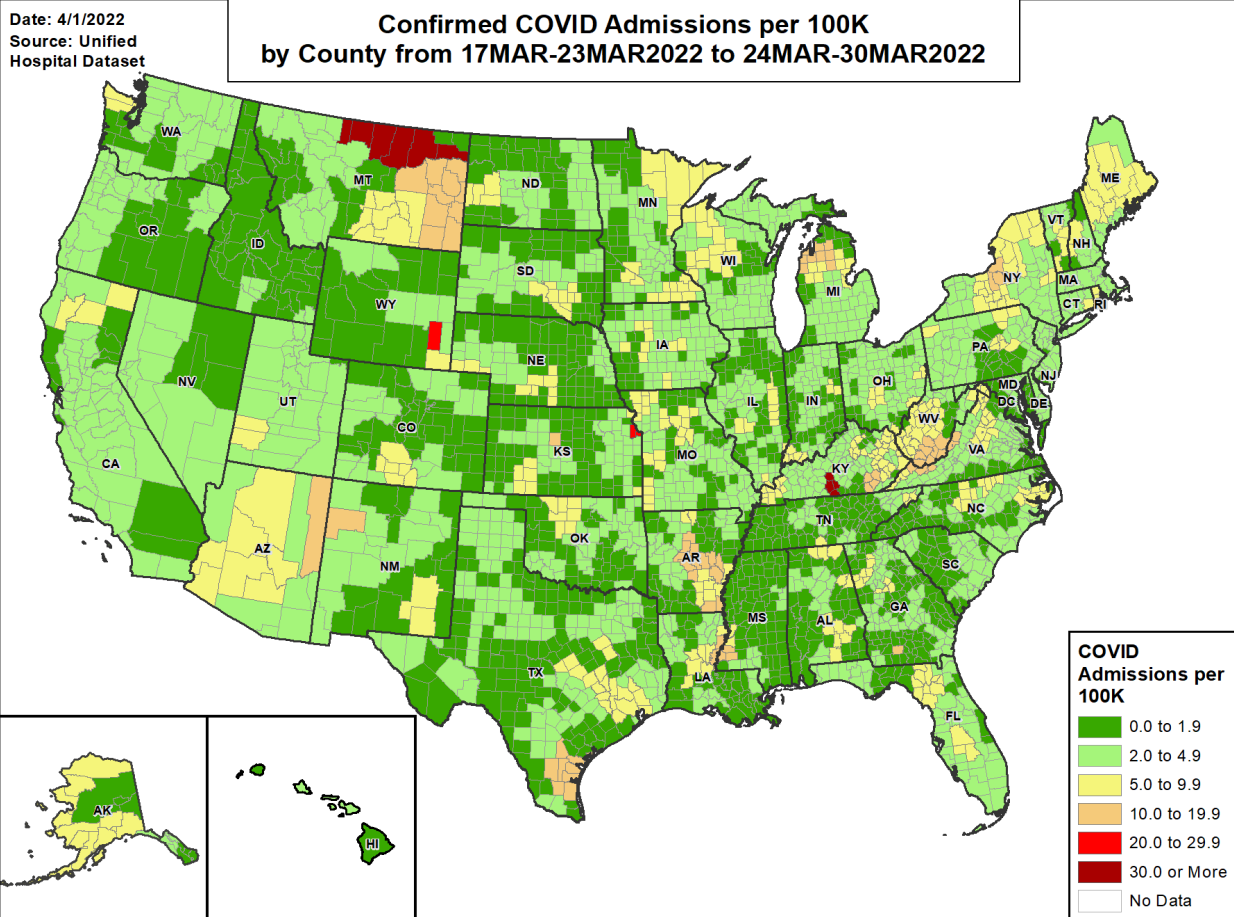 Date: 4/1/2022
Source: Unified
Hospital Dataset
Confirmed COVID Admissions per 100K
by County from 17MAR-23MAR2022 to 24MAR-30MAR2022
WA
MT
ND
MN
ME
OR
ID
SD
WI
VT
NH
NY
MA
MI
CT
RI
WY
IA
NE
PA
NJ
NV
UT
CO
OH
IL
IN
MD
DC
DE
WV
CA
KS
MO
KY
VA
AZ
NM
OK
TN
NC
AR
SC
MS
AL
GA
TX
LA
FL
AK
HI
COVID
Admissions per
100K
0.0 to 1.9
2.0 to 4.9
5.0 to 9.9
10.0 to 19.9
20.0 to 29.9
30.0 or More
No Data